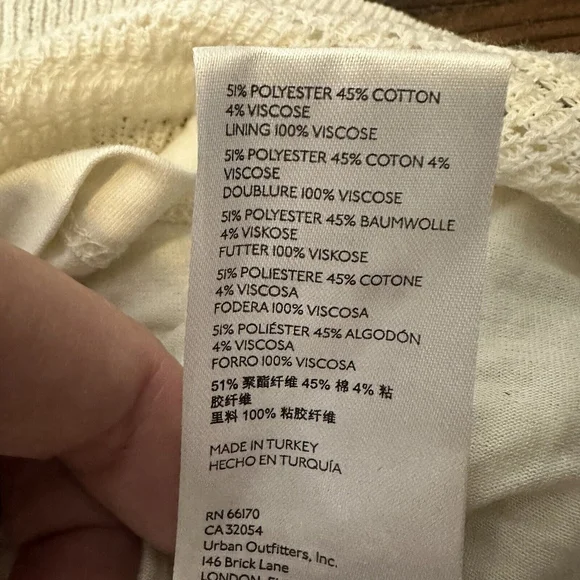 51% POLYESTER 45% COTTON
4% VISCOSE
LINING 100% VISCOSE
51% POLYESTER 45% COTON 4%
VISCOSE
DOUBLURE 100% VISCOSE
51% POLYESTER 45% BAUMWOLLE
4% VISKOSE
FUTTER 100% VISKOSE
51% POLIESTERE 45% COTONE
4% VISCOSA
FODERA 100% VISCOSA
51% POLIÉSTER 45% ALGODÓN
4% VISCOSA
FORRO 100% VISCOSA
51% 聚酯纤维 45% 棉 4% 粘
胶纤维
里料 100% 粘胶纤维
MADE IN TURKEY
HECHO EN TURQUÍA
RN 66170
CA 32054
Urban Outfitters, Inc.
146 Brick Lane
LONDON,